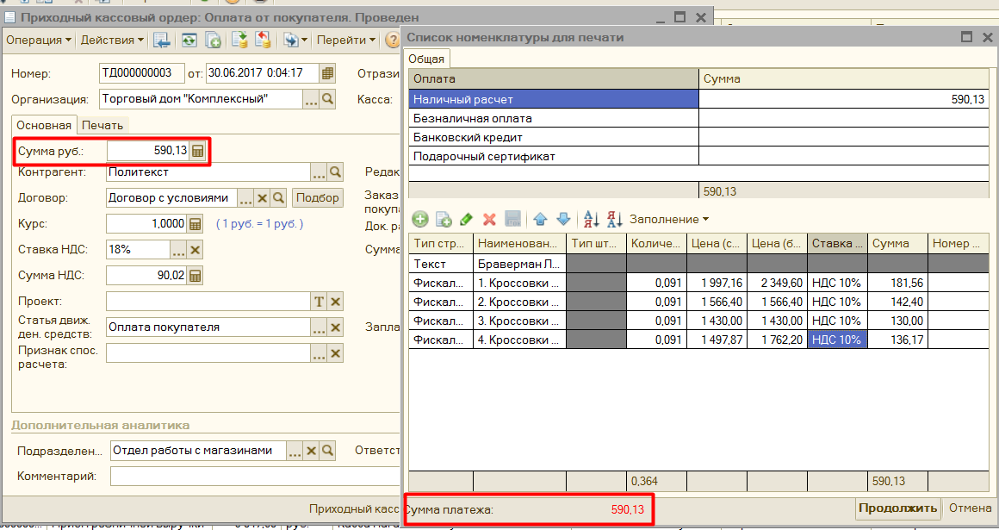 Приходный кассовый ордер: Оплата от покупателя. Проведен
Операция Действия Перейти
Номер: ТД000000003 от: 30.06.2017 0:04:17 Отрази
Организация: Торговый дом "Комплексный" ... Касса:
Основная Печать
Сумма руб.: 590,13
Контрагент: Политекст ... Редак
Договор: Договор с условиями ... Подбор Заказ
покупа
Курс: 1,0000 ( 1 руб. = 1 руб. ) Док. ра
Ставка НДС: 18% ... Сумма
Сумма НДС: 90,02
Проект: T
Статья движ.
ден. средств: Оплата покупателя ... Запла
Признак спос.
расчета: ...
Дополнительная аналитика
Подразделен... Отдел работы с магазинами ... Ответст
Комментарий:
Приходный касс
Список номенклатуры для печати
Общая
Оплата Сумма
Наличный расчет 590,13
Безналичная оплата
Банковский кредит
Подарочный сертификат
590,13
Заполнение
Тип стр... Наименован... Тип шт... Количе... Цена (с... Цена (б... Ставка ... Сумма Номер ...
Текст Браверман П...
Фискал... 1. Кроссовки ... 0,091 1 997,16 2 349,60 НДС 10% 181,56
Фискал... 2. Кроссовки ... 0,091 1 566,40 1 566,40 НДС 10% 142,40
Фискал... 3. Кроссовки ... 0,091 1 430,00 1 430,00 НДС 10% 130,00
Фискал... 4. Кроссовки ... 0,091 1 497,87 1 762,20 НДС 10% 136,17
0,364 590,13
Сумма платежа: 590,13
Продолжить Отмена